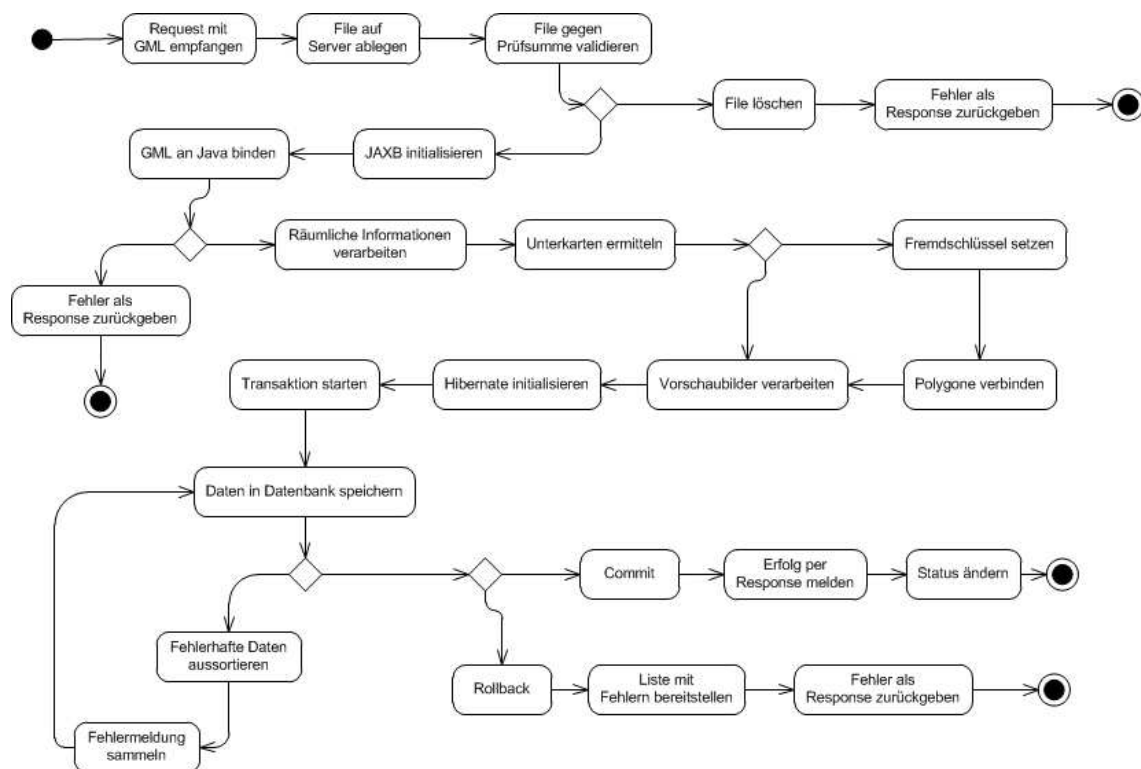 Request mit
GML empfangen
File auf
Server ablegen
File gegen
Prüfsumme validieren
File löschen
Fehler als
Response zurückgeben
GML an Java binden
JAXB initialisieren
Räumliche Informationen
verarbeiten
Unterkarten ermitteln
Fremdschlüssel setzen
Fehler als
Response zurückgeben
Transaktion starten
Hibernate initialisieren
Vorschaubilder verarbeiten
Polygone verbinden
Daten in Datenbank speichern
Commit
Erfolg per
Response melden
Status ändern
Fehlerhafte Daten
aussortieren
Rollback
Liste mit
Fehlern bereitstellen
Fehler als
Response zurückgeben
Fehlermeldung
sammeln